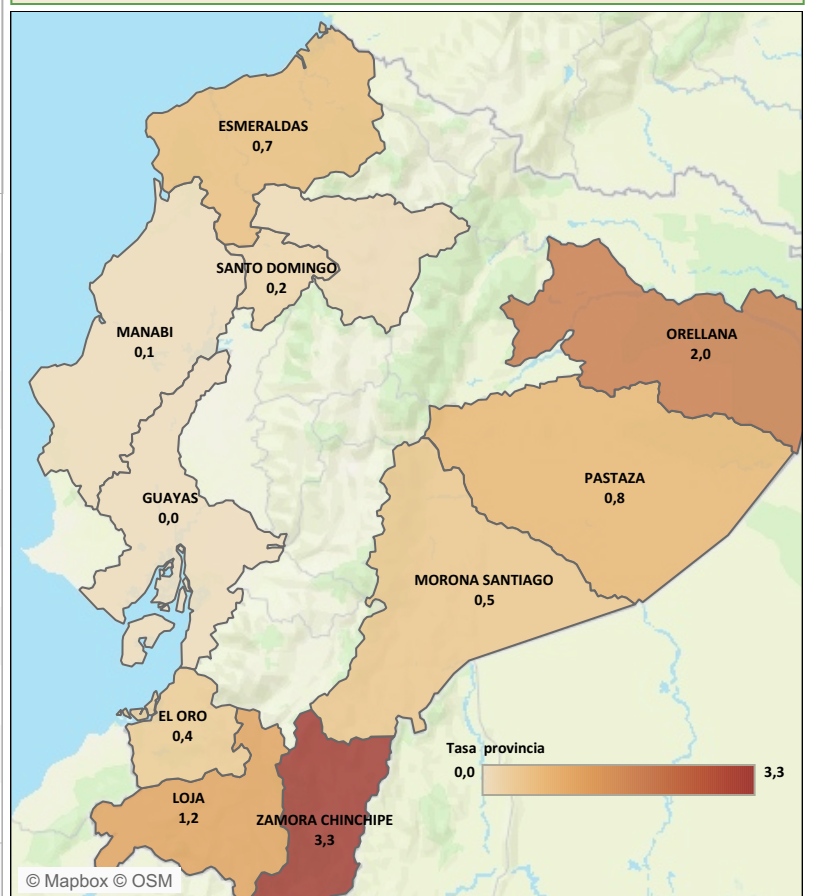 ESMERALDAS
0,7
SANTO DOMINGO
0,2
MANABI
0,1
ORELLANA
2,0
GUAYAS
0,0
PASTAZA
0,8
MORONA SANTIAGO
0,5
EL ORO
0,4
Tasa provincia
0,0 3,3
LOJA
1,2
ZAMORA CHINCHIPE
3,3
© Mapbox © OSM